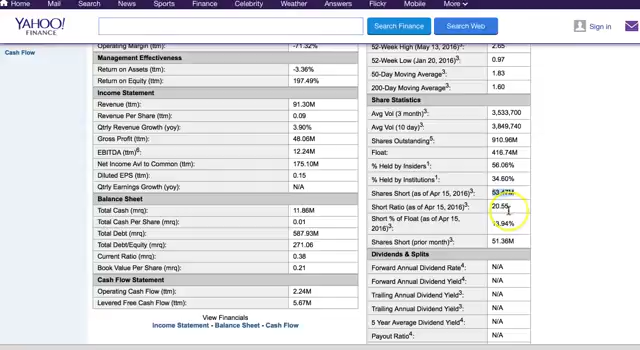 Home Mail Search News Sports Finance Celebrity Weather Answers Flickr Mobile More
YAHOO!
FINANCE
Search Finance
Search Web
Sign in
Cash Flow
Operating Margin (ttm): -71.32%
Management Effectiveness
Return on Assets (ttm): -3.36%
Return on Equity (ttm): 197.49%
Income Statement
Revenue (ttm): 91.30M
Revenue Per Share (ttm): 0.09
Qtrly Revenue Growth (yoy): 3.90%
Gross Profit (ttm): 48.06M
EBITDA (ttm)6: 12.24M
Net Income Avl to Common (ttm): 175.10M
Diluted EPS (ttm): 0.15
Qtrly Earnings Growth (yoy): N/A
Balance Sheet
Total Cash (mrq): 11.86M
Total Cash Per Share (mrq): 0.01
Total Debt (mrq): 587.93M
Total Debt/Equity (mrq): 271.06
Current Ratio (mrq): 0.38
Book Value Per Share (mrq): 0.21
Cash Flow Statement
Operating Cash Flow (ttm): 2.24M
Levered Free Cash Flow (ttm): 5.67M
View Financials
Income Statement - Balance Sheet - Cash Flow
52-Week High (May 13, 2016)3: 2.65
52-Week Low (Jan 20, 2016)3: 0.97
50-Day Moving Average3: 1.83
200-Day Moving Average3: 1.60
Share Statistics
Avg Vol (3 month)3: 3,533,700
Avg Vol (10 day)3: 3,849,740
Shares Outstanding5: 910.96M
Float: 416.74M
% Held by Insiders1: 56.06%
% Held by Institutions1: 34.60%
Shares Short (as of Apr 15, 2016)3: 53.47M
Short Ratio (as of Apr 15, 2016)3: 20.55
Short % of Float (as of Apr 15, 2016)3: 13.94%
Shares Short (prior month)3: 51.36M
Dividends & Splits
Forward Annual Dividend Rate4: N/A
Forward Annual Dividend Yield4: N/A
Trailing Annual Dividend Yield3: N/A
Trailing Annual Dividend Yield3: N/A
5 Year Average Dividend Yield4: N/A
Payout Ratio4: N/A